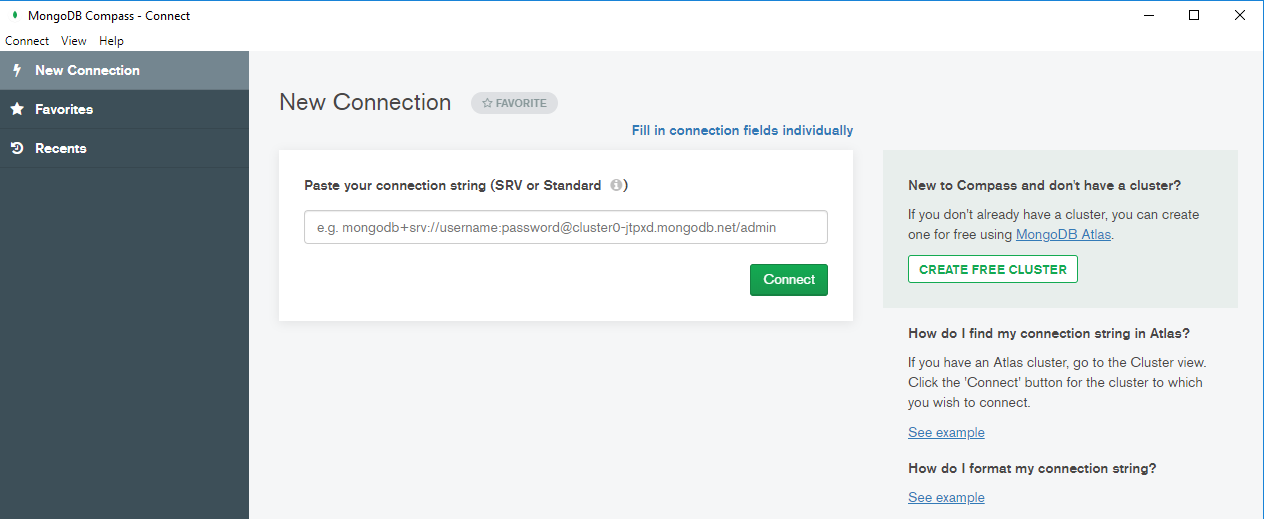 MongoDB Compass - Connect
Connect View Help
New Connection
Favorites
Recents
New Connection
FAVORITE
Fill in connection fields individually
Paste your connection string (SRV or Standard i)
e.g. mongodb+srv://username:password@cluster0-jtpxd.mongodb.net/admin
Connect
New to Compass and don't have a cluster?
If you don't already have a cluster, you can create
one for free using MongoDB Atlas.
CREATE FREE CLUSTER
How do I find my connection string in Atlas?
If you have an Atlas cluster, go to the Cluster view.
Click the 'Connect' button for the cluster to which
you wish to connect.
See example
How do I format my connection string?
See example